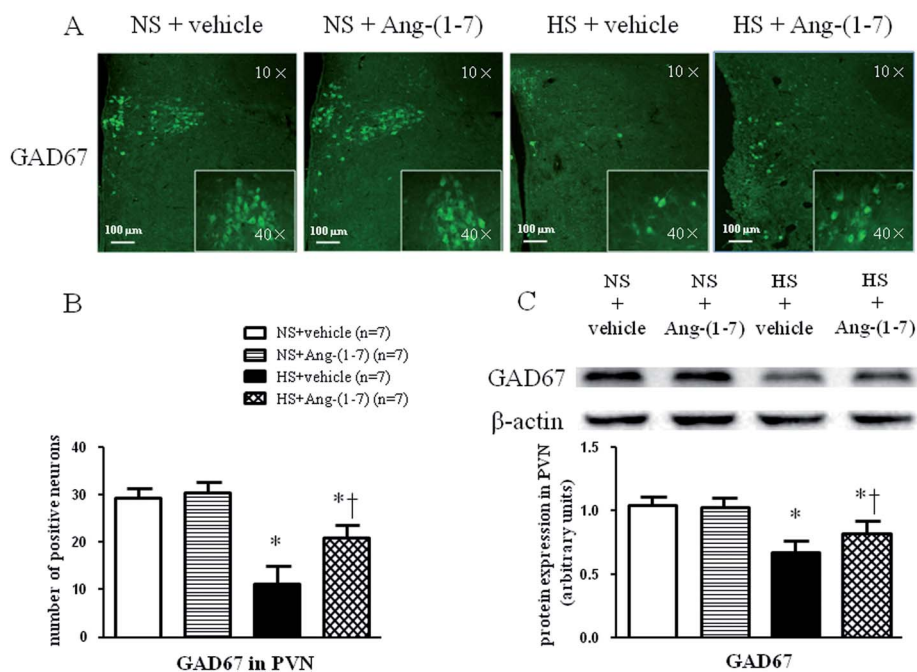 A
NS + vehicle NS + Ang-(1-7) HS + vehicle HS + Ang-(1-7)
10× 10× 10× 10×
GAD67
100 μm 40× 100 μm 40× 100 μm 40× 100 μm 40×
B
NS+vehicle (n=7)
NS+Ang-(1-7) (n=7)
HS+vehicle (n=7)
HS+Ang-(1-7) (n=7)
number of positive neurons
40
30
20
10
0
*
*†
GAD67 in PVN
C
NS NS HS HS
+ + + +
vehicle Ang-(1-7) vehicle Ang-(1-7)
GAD67
β-actin
protein expression in PVN
(arbitrary units)
1.5
1.0
0.5
0.0
*
*†
GAD67